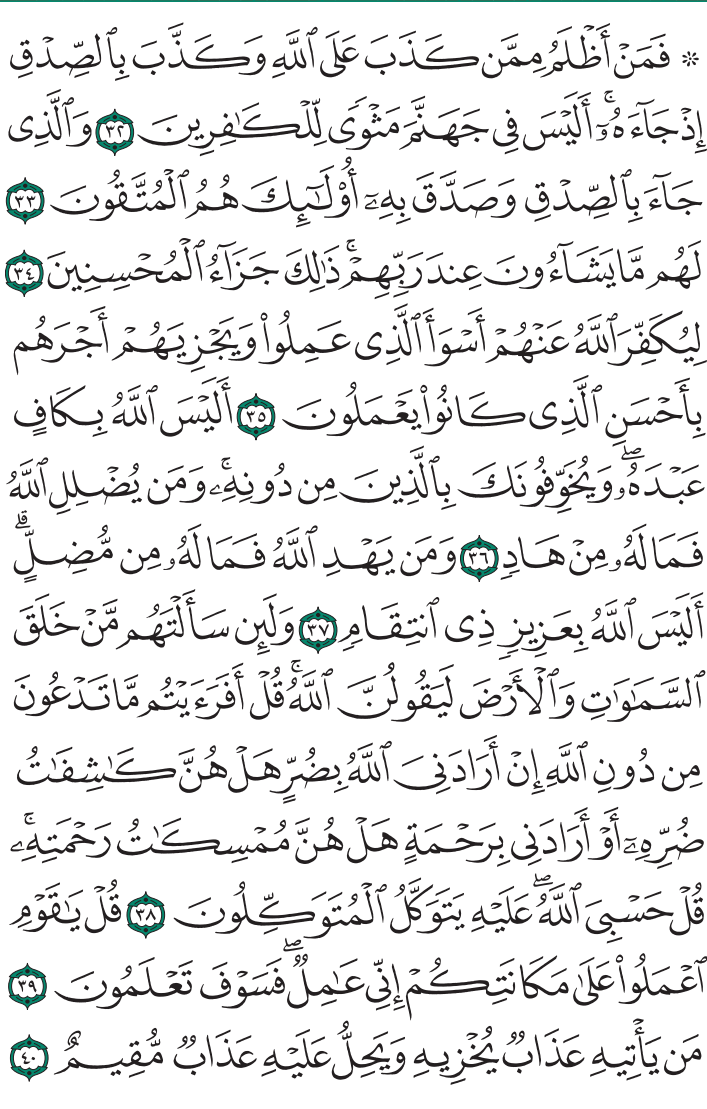 ۞ فَمَنۡ أَظۡلَمُ مِمَّن كَذَبَ عَلَى ٱللَّهِ وَكَذَّبَ بِٱلصِّدۡقِ
إِذۡ جَآءَهُۥٓۚ أَلَيۡسَ فِي جَهَنَّمَ مَثۡوٗى لِّلۡكَٰفِرِينَ ٣٢ وَٱلَّذِي
جَآءَ بِٱلصِّدۡقِ وَصَدَّقَ بِهِۦٓ أُوْلَٰٓئِكَ هُمُ ٱلۡمُتَّقُونَ ٣٣
لَهُم مَّا يَشَآءُونَ عِندَ رَبِّهِمۡۚ ذَٰلِكَ جَزَآءُ ٱلۡمُحۡسِنِينَ ٣٤
لِيُكَفِّرَ ٱللَّهُ عَنۡهُمۡ أَسۡوَأَ ٱلَّذِي عَمِلُواْ وَيَجۡزِيَهُمۡ أَجۡرَهُم
بِأَحۡسَنِ ٱلَّذِي كَانُواْ يَعۡمَلُونَ ٣٥ أَلَيۡسَ ٱللَّهُ بِكَافٍ
عَبۡدَهُۥۖ وَيُخَوِّفُونَكَ بِٱلَّذِينَ مِن دُونِهِۦۚ وَمَن يُضۡلِلِ ٱللَّهُ
فَمَا لَهُۥ مِنۡ هَادٖ ٣٦ وَمَن يَهۡدِ ٱللَّهُ فَمَا لَهُۥ مِن مُّضِلٍّۗ
أَلَيۡسَ ٱللَّهُ بِعَزِيزٖ ذِي ٱنتِقَامٖ ٣٧ وَلَئِن سَأَلۡتَهُم مَّنۡ خَلَقَ
ٱلسَّمَٰوَٰتِ وَٱلۡأَرۡضَ لَيَقُولُنَّ ٱللَّهُۚ قُلۡ أَفَرَءَيۡتُم مَّا تَدۡعُونَ
مِن دُونِ ٱللَّهِ إِنۡ أَرَادَنِيَ ٱللَّهُ بِضُرٍّ هَلۡ هُنَّ كَٰشِفَٰتُ
ضُرِّهِۦٓ أَوۡ أَرَادَنِي بِرَحۡمَةٍ هَلۡ هُنَّ مُمۡسِكَٰتُ رَحۡمَتِهِۦۚ
قُلۡ حَسۡبِيَ ٱللَّهُۖ عَلَيۡهِ يَتَوَكَّلُ ٱلۡمُتَوَكِّلُونَ ٣٨ قُلۡ يَٰقَوۡمِ
ٱعۡمَلُواْ عَلَىٰ مَكَانَتِكُمۡ إِنِّي عَٰمِلٞۖ فَسَوۡفَ تَعۡلَمُونَ ٣٩
مَن يَأۡتِيهِ عَذَابٞ يُخۡزِيهِ وَيَحِلُّ عَلَيۡهِ عَذَابٞ مُّقِيمٌ ٤٠